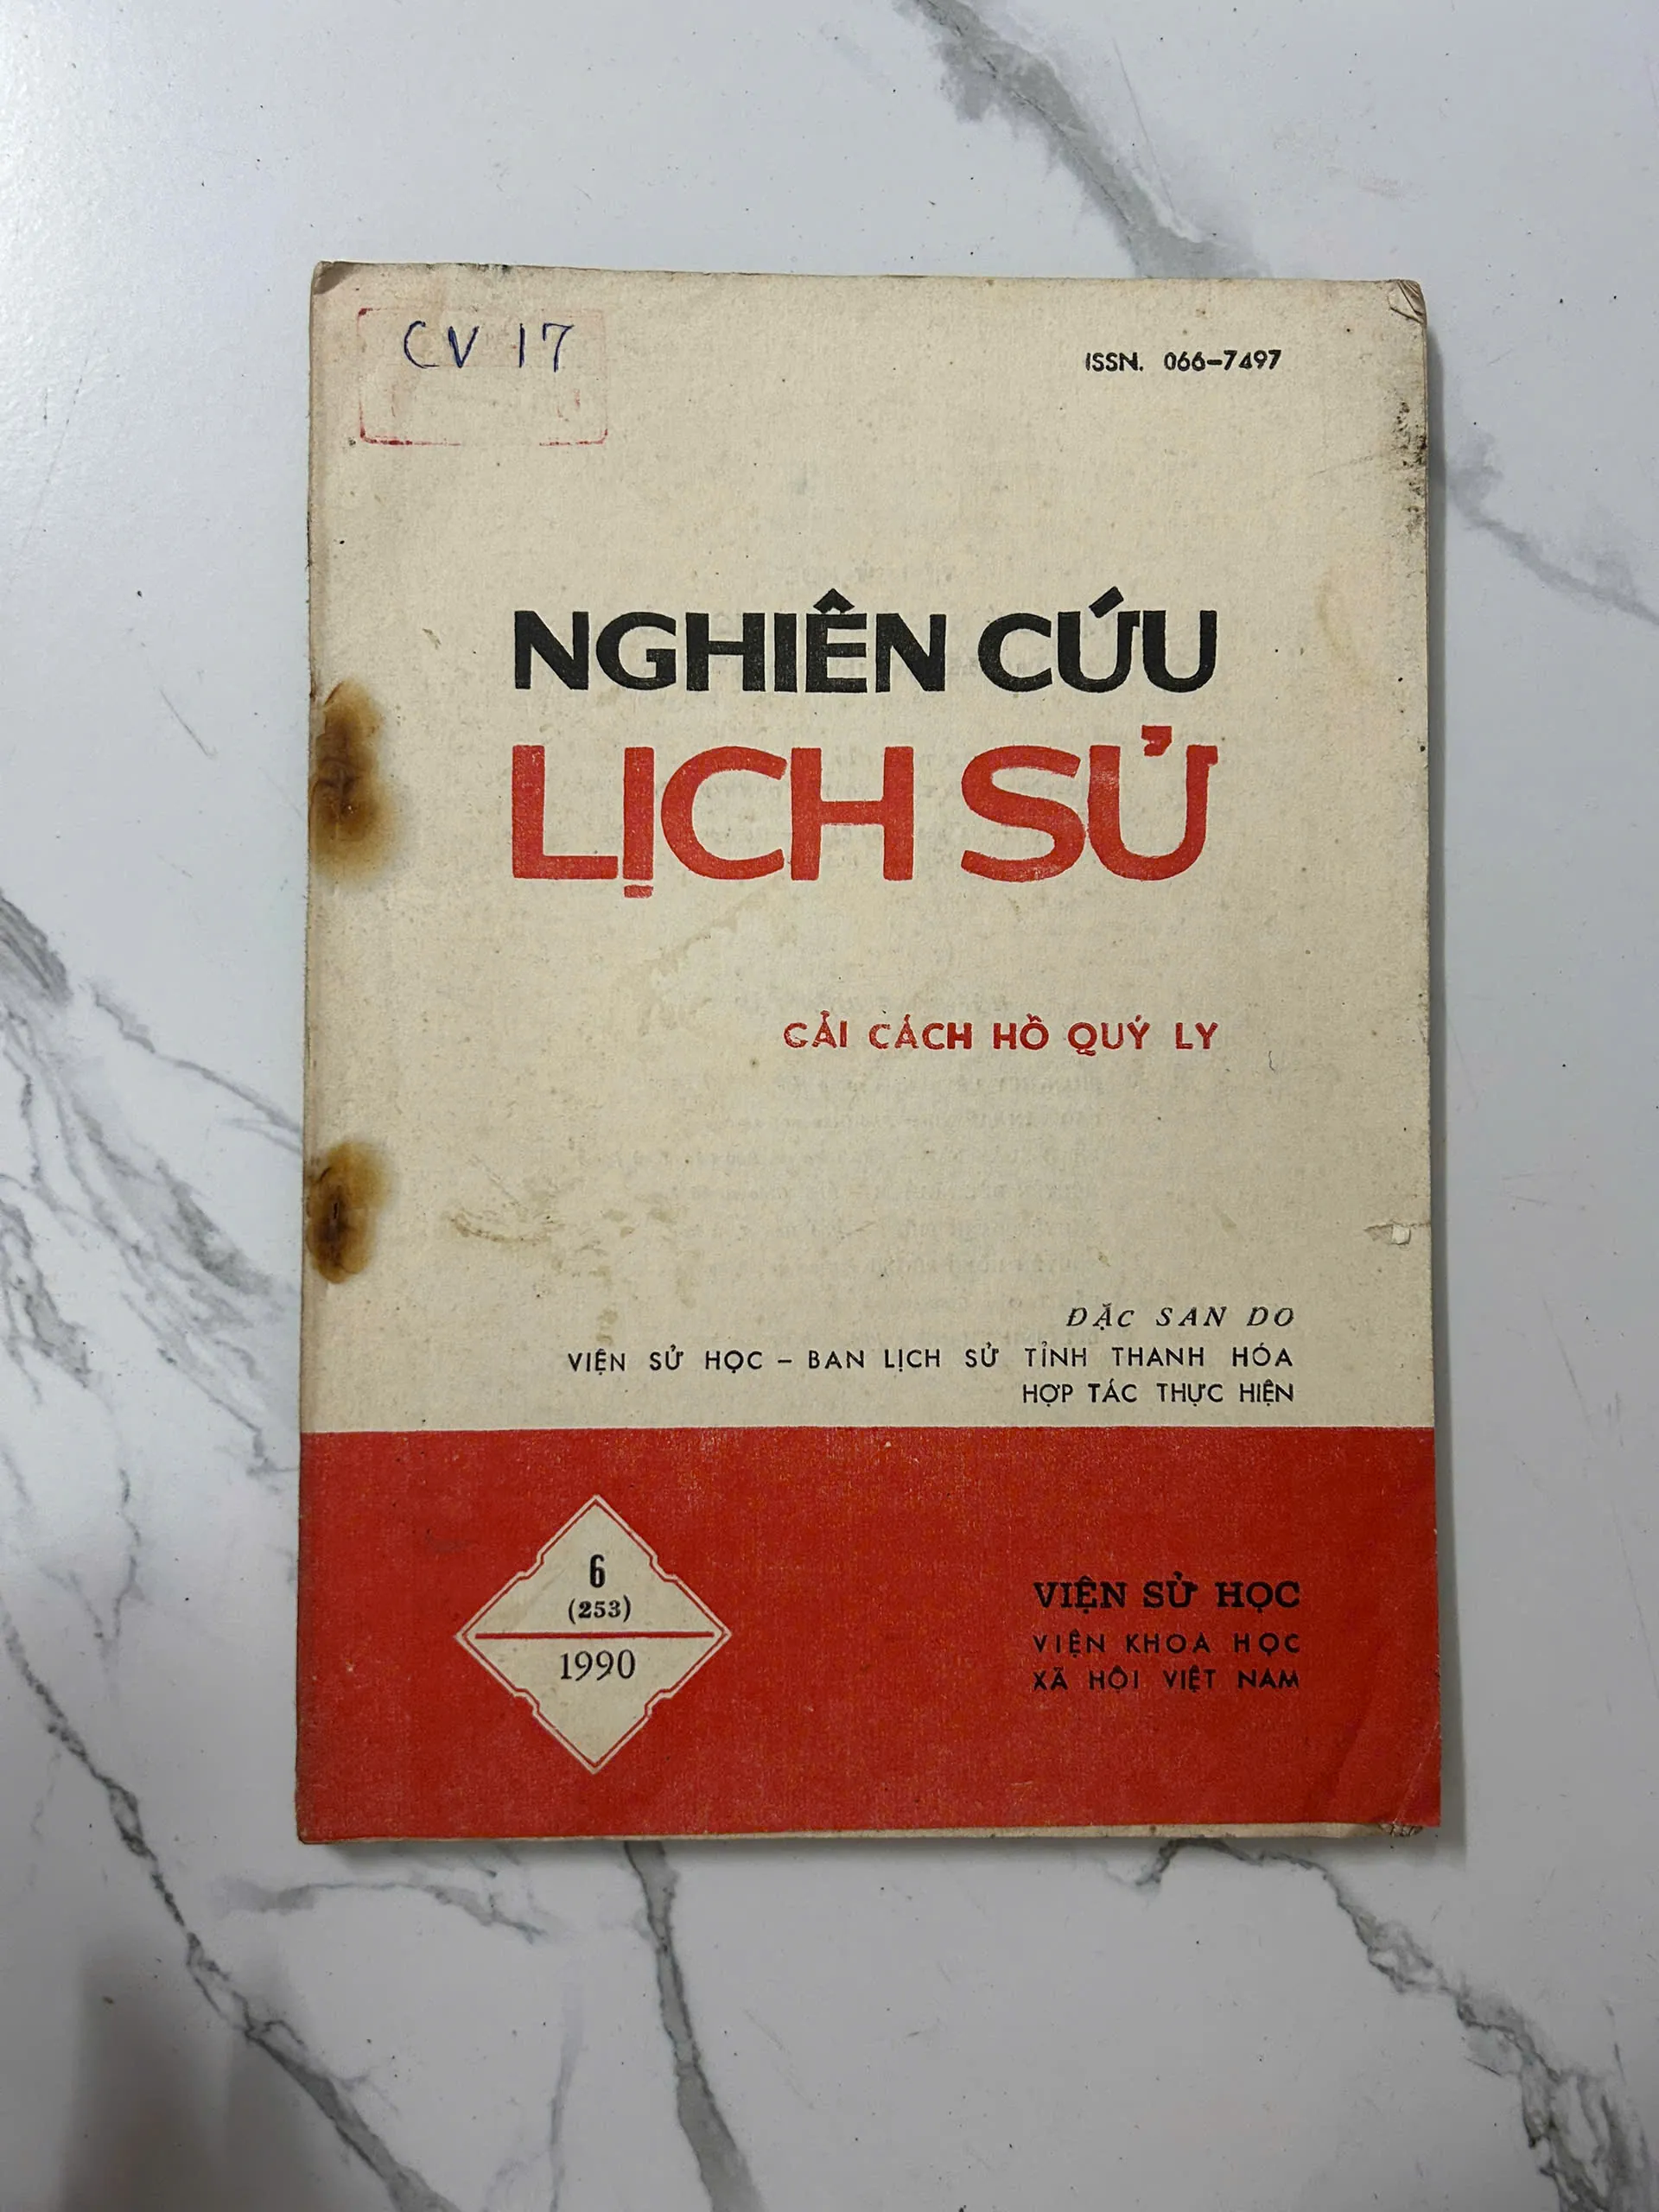 CV 17
ISSN. 066-7497
NGHIÊN CỨU
LỊCH SỬ
CẢI CÁCH HỒ QUÝ LY
ĐẶC SAN DO
VIỆN SỬ HỌC - BAN LỊCH SỬ TỈNH THANH HÓA
HỢP TÁC THỰC HIỆN
6
(253)
1990
VIỆN SỬ HỌC
VIỆN KHOA HỌC
XÃ HỘI VIỆT NAM